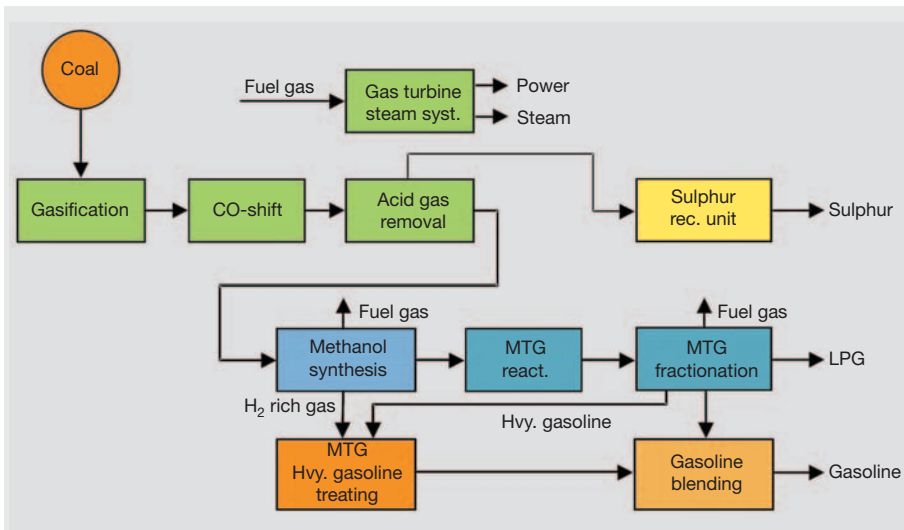 Coal
Fuel gas
Gas turbine
steam syst.
Power
Steam
Gasification
CO-shift
Acid gas
removal
Sulphur
rec. unit
Sulphur
Fuel gas
Fuel gas
Methanol
synthesis
MTG
react.
MTG
fractionation
LPG
H₂ rich gas
Hvy. gasoline
MTG
Hvy. gasoline
treating
Gasoline
blending
Gasoline